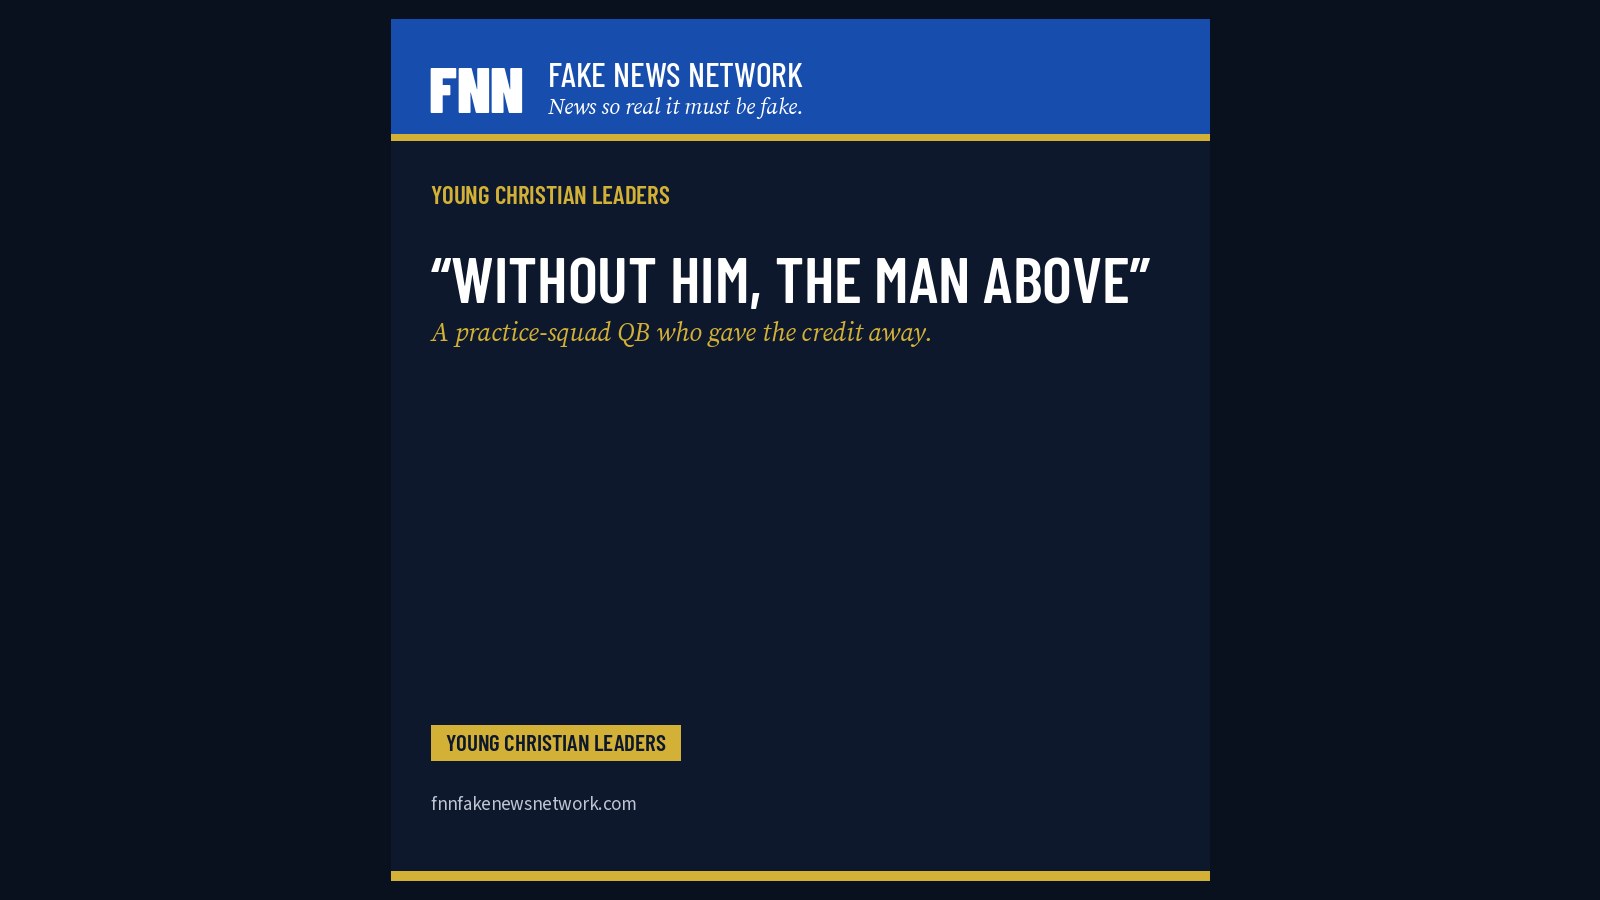 FNN
FAKE NEWS NETWORK
News so real it must be fake.
YOUNG CHRISTIAN LEADERS
“WITHOUT HIM, THE MAN ABOVE”
A practice-squad QB who gave the credit away.
YOUNG CHRISTIAN LEADERS
fnnfakenewsnetwork.com